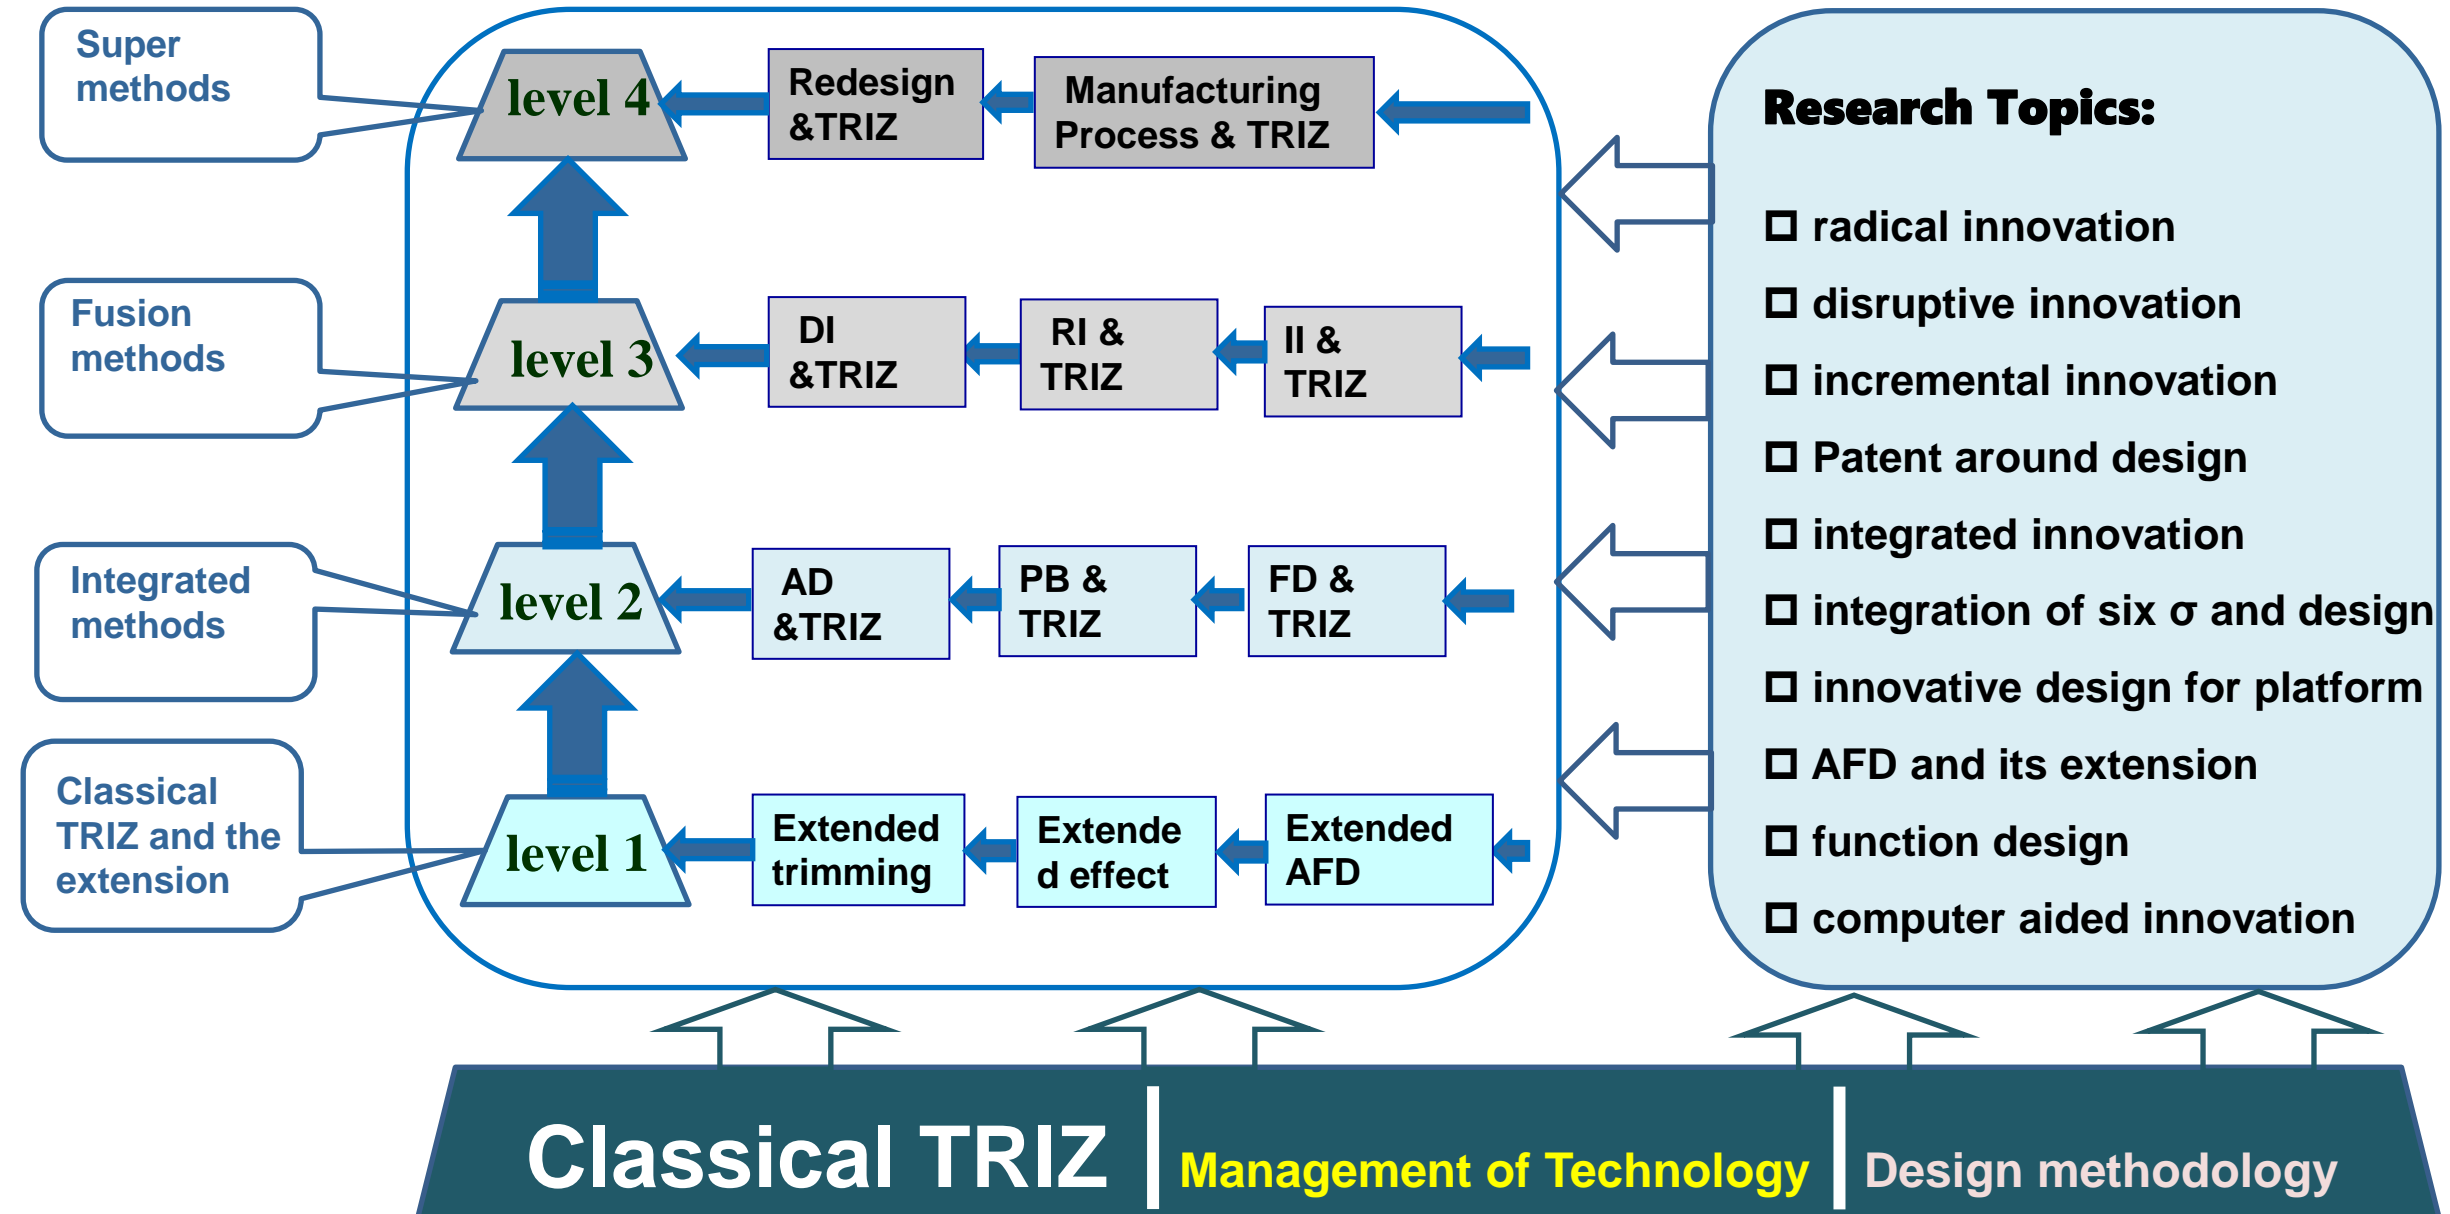 Super
methods
level 4
Redesign
&TRIZ
Manufacturing
Process & TRIZ
Fusion
methods
level 3
DI
&TRIZ
RI &
TRIZ
II &
TRIZ
Integrated
methods
level 2
AD
&TRIZ
PB &
TRIZ
FD &
TRIZ
Classical
TRIZ and the
extension
level 1
Extended
trimming
Extende
d effect
Extended
AFD
Research Topics:
radical innovation
disruptive innovation
incremental innovation
Patent around design
integrated innovation
integration of six σ and design
innovative design for platform
AFD and its extension
function design
computer aided innovation
Classical TRIZ
Management of Technology
Design methodology